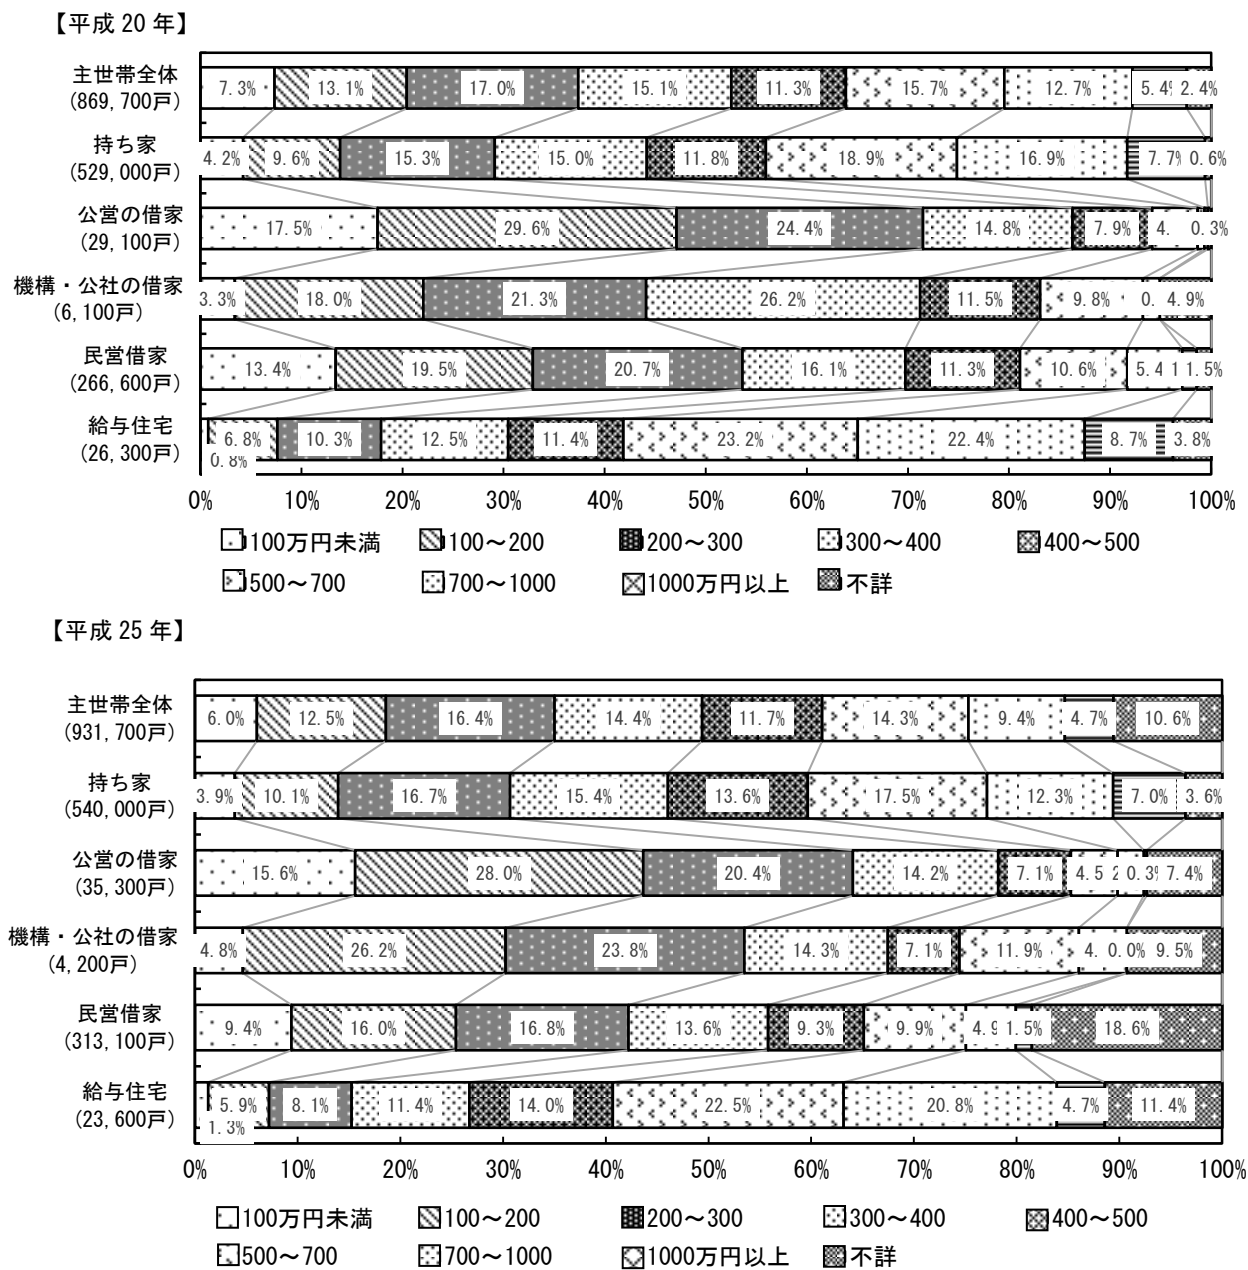 【平成 20 年】
主世帯全体
(869,700戸)
7.3% 13.1% 17.0% 15.1% 11.3% 15.7% 12.7% 5.4% 2.4%
持ち家
(529,000戸)
4.2% 9.6% 15.3% 15.0% 11.8% 18.9% 16.9% 7.7% 0.6%
公営の借家
(29,100戸)
17.5% 29.6% 24.4% 14.8% 7.9% 4. 0.3%
機構・公社の借家
(6,100戸)
3.3% 18.0% 21.3% 26.2% 11.5% 9.8% 0. 4.9%
民営借家
(266,600戸)
13.4% 19.5% 20.7% 16.1% 11.3% 10.6% 5.4 1 1.5%
給与住宅
(26,300戸)
0.8% 6.8% 10.3% 12.5% 11.4% 23.2% 22.4% 8.7% 3.8%
0% 10% 20% 30% 40% 50% 60% 70% 80% 90% 100%
100万円未満 100～200 200～300 300～400 400～500
500～700 700～1000 1000万円以上 不詳
【平成 25 年】
主世帯全体
(931,700戸)
6.0% 12.5% 16.4% 14.4% 11.7% 14.3% 9.4% 4.7% 10.6%
持ち家
(540,000戸)
3.9% 10.1% 16.7% 15.4% 13.6% 17.5% 12.3% 7.0% 3.6%
公営の借家
(35,300戸)
15.6% 28.0% 20.4% 14.2% 7.1% 4.5 2 0.3% 7.4%
機構・公社の借家
(4,200戸)
4.8% 26.2% 23.8% 14.3% 7.1% 11.9% 4. 0.0% 9.5%
民営借家
(313,100戸)
9.4% 16.0% 16.8% 13.6% 9.3% 9.9% 4.9 1.5% 18.6%
給与住宅
(23,600戸)
1.3% 5.9% 8.1% 11.4% 14.0% 22.5% 20.8% 4.7% 11.4%
0% 10% 20% 30% 40% 50% 60% 70% 80% 90% 100%
100万円未満 100～200 200～300 300～400 400～500
500～700 700～1000 1000万円以上 不詳